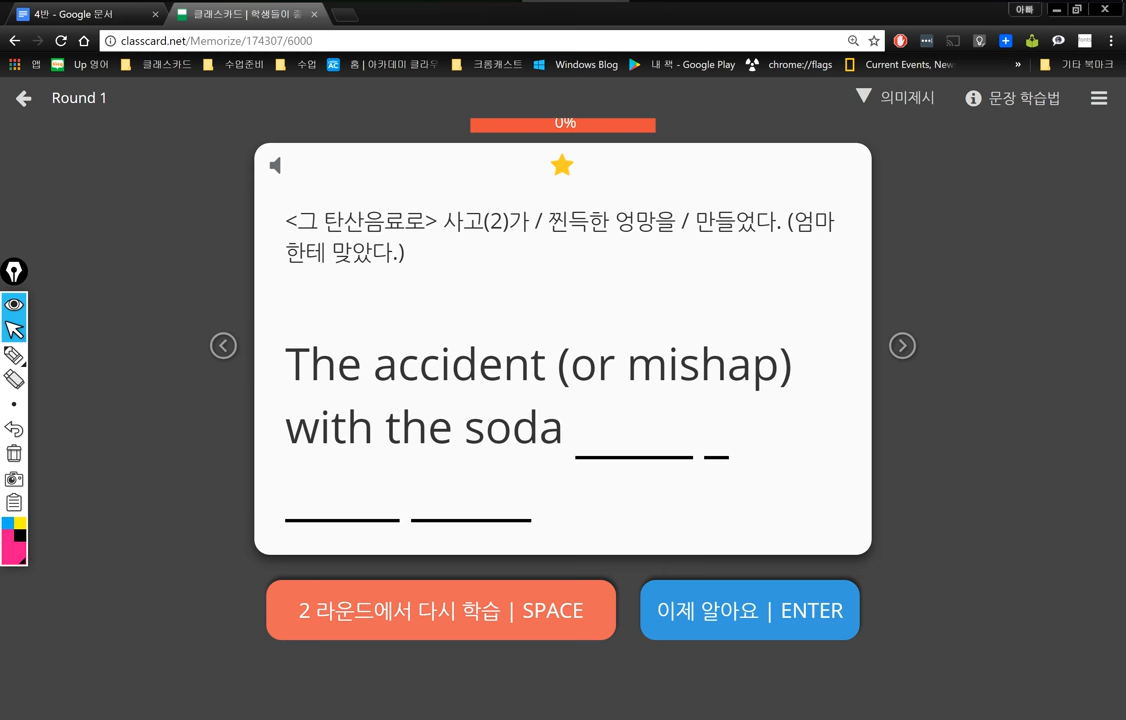 4반 - Google 문서
클래스카드 | 학생들이 줄
아빠
classcard.net/Memorize/174307/6000
앱 Up 영어 클래스카드 수업준비 수업 홈 | 아카데미 클라우 크롬캐스트 Windows Blog 내 책 - Google Play chrome://flags Current Events, New » 기타 북마크
Round 1
의미제시
문장 학습법
0%
<그 탄산음료로> 사고(2)가 / 찐득한 엉망을 / 만들었다. (엄마
한테 맞았다.)
The accident (or mishap)
with the soda
2 라운드에서 다시 학습 | SPACE
이제 알아요 | ENTER